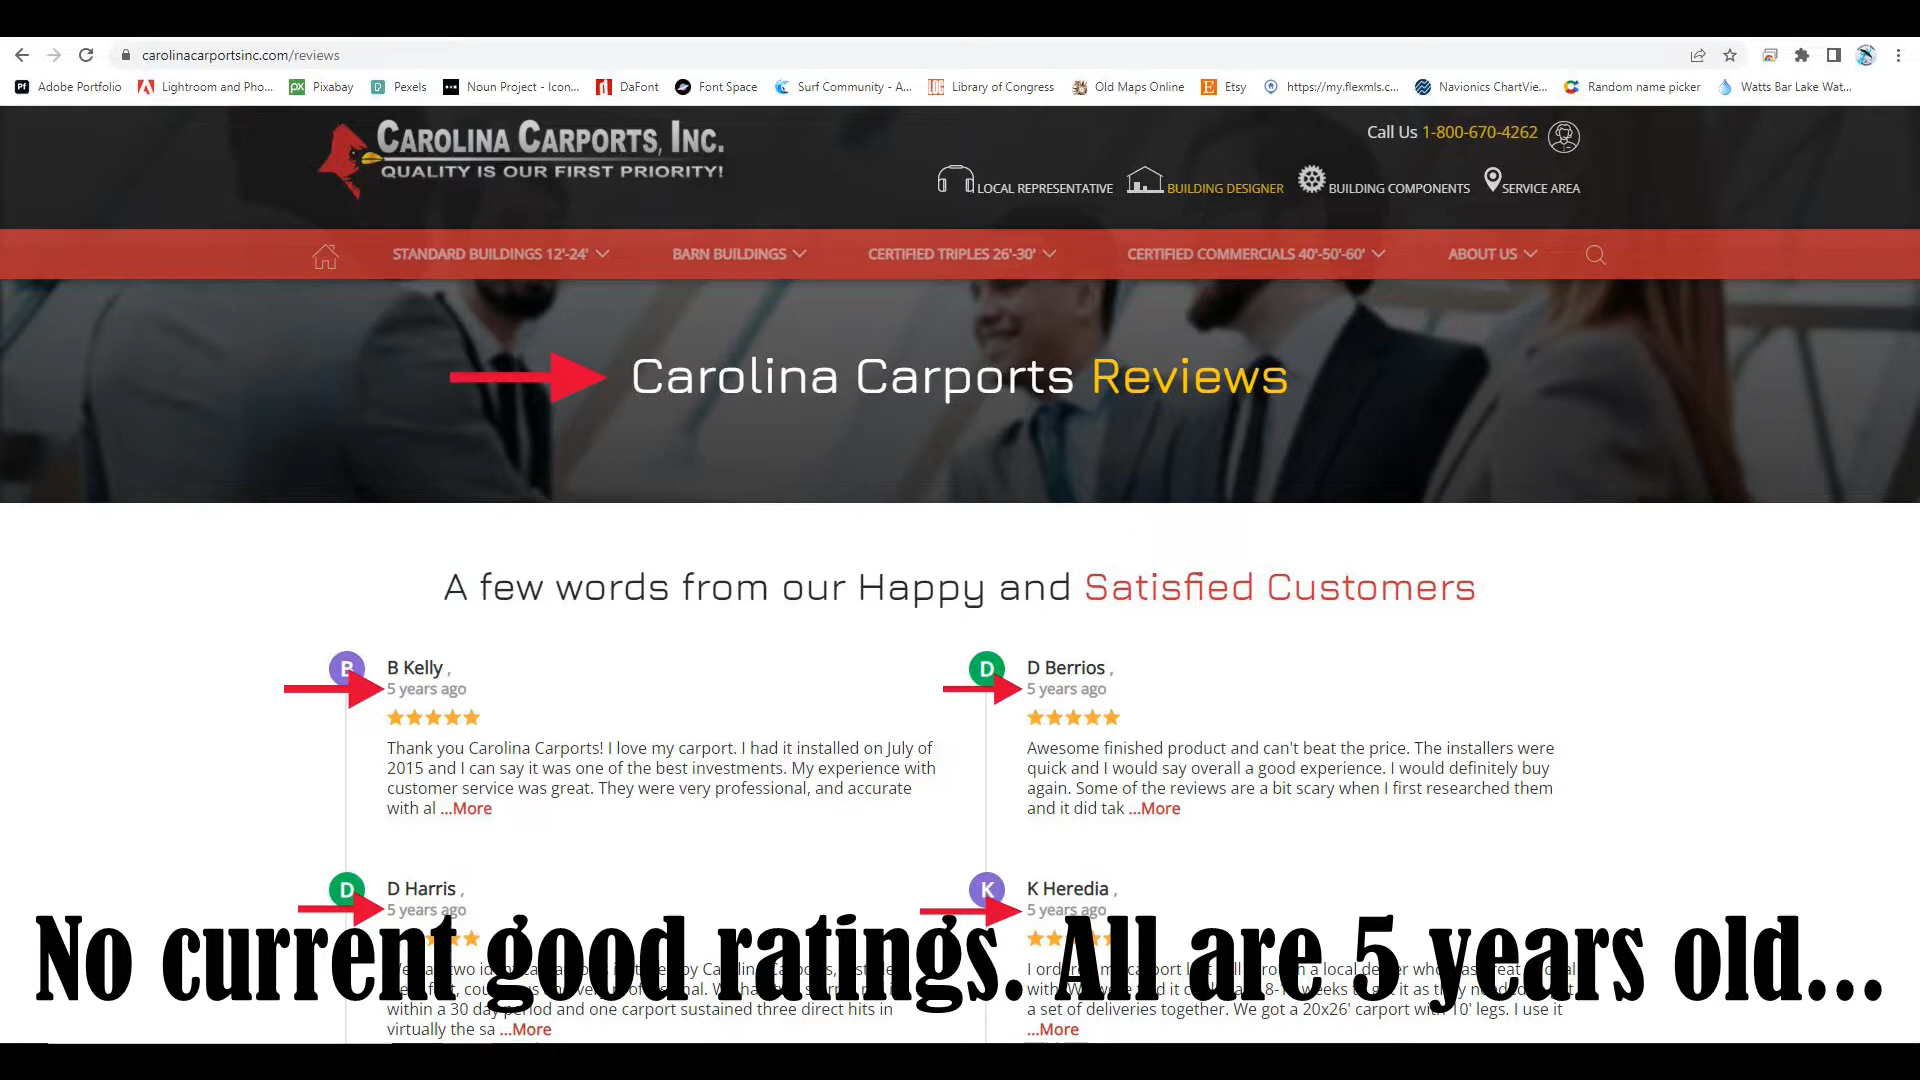 carolinacarportsinc.com/reviews
Adobe Portfolio
Lightroom and Pho...
Pixabay
Pexels
Noun Project - Icon...
DaFont
Font Space
Surf Community - A...
Library of Congress
Old Maps Online
Etsy
https://my.flexmls.c...
Navionics ChartVie...
Random name picker
Watts Bar Lake Wat...
CAROLINA CARPORTS, INC.
QUALITY IS OUR FIRST PRIORITY!
Call Us 1-800-670-4262
LOCAL REPRESENTATIVE
BUILDING DESIGNER
BUILDING COMPONENTS
SERVICE AREA
STANDARD BUILDINGS 12'-24'
BARN BUILDINGS
CERTIFIED TRIPLES 26'-30'
CERTIFIED COMMERCIALS 40'-50'-60'
ABOUT US
Carolina Carports Reviews
A few words from our Happy and Satisfied Customers
B
B Kelly ,
5 years ago
Thank you Carolina Carports! I love my carport. I had it installed on July of
2015 and I can say it was one of the best investments. My experience with
customer service was great. They were very professional, and accurate
with al ...More
D
D Berrios ,
5 years ago
Awesome finished product and can't beat the price. The installers were
quick and I would say overall a good experience. I would definitely buy
again. Some of the reviews are a bit scary when I first researched them
and it did tak ...More
D
D Harris ,
5 years ago
two by
within a 30 day period and one carport sustained three direct hits in
virtually the sa ...More
K
K Heredia ,
5 years ago
I a local
a set of deliveries together. We got a 20x26' carport with 10' legs. I use it
...More
No current good ratings. All are 5 years old...